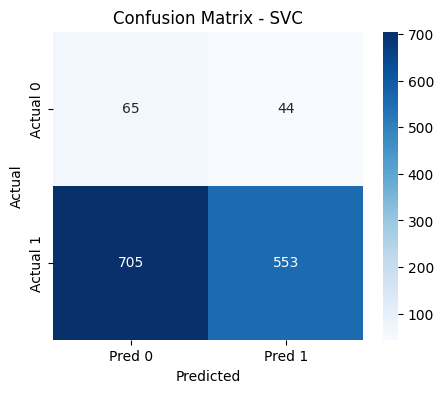 Confusion Matrix - SVC
Actual
Actual 0
65
44
Actual 1
705
553
Pred 0
Pred 1
Predicted
700
600
500
400
300
200
100